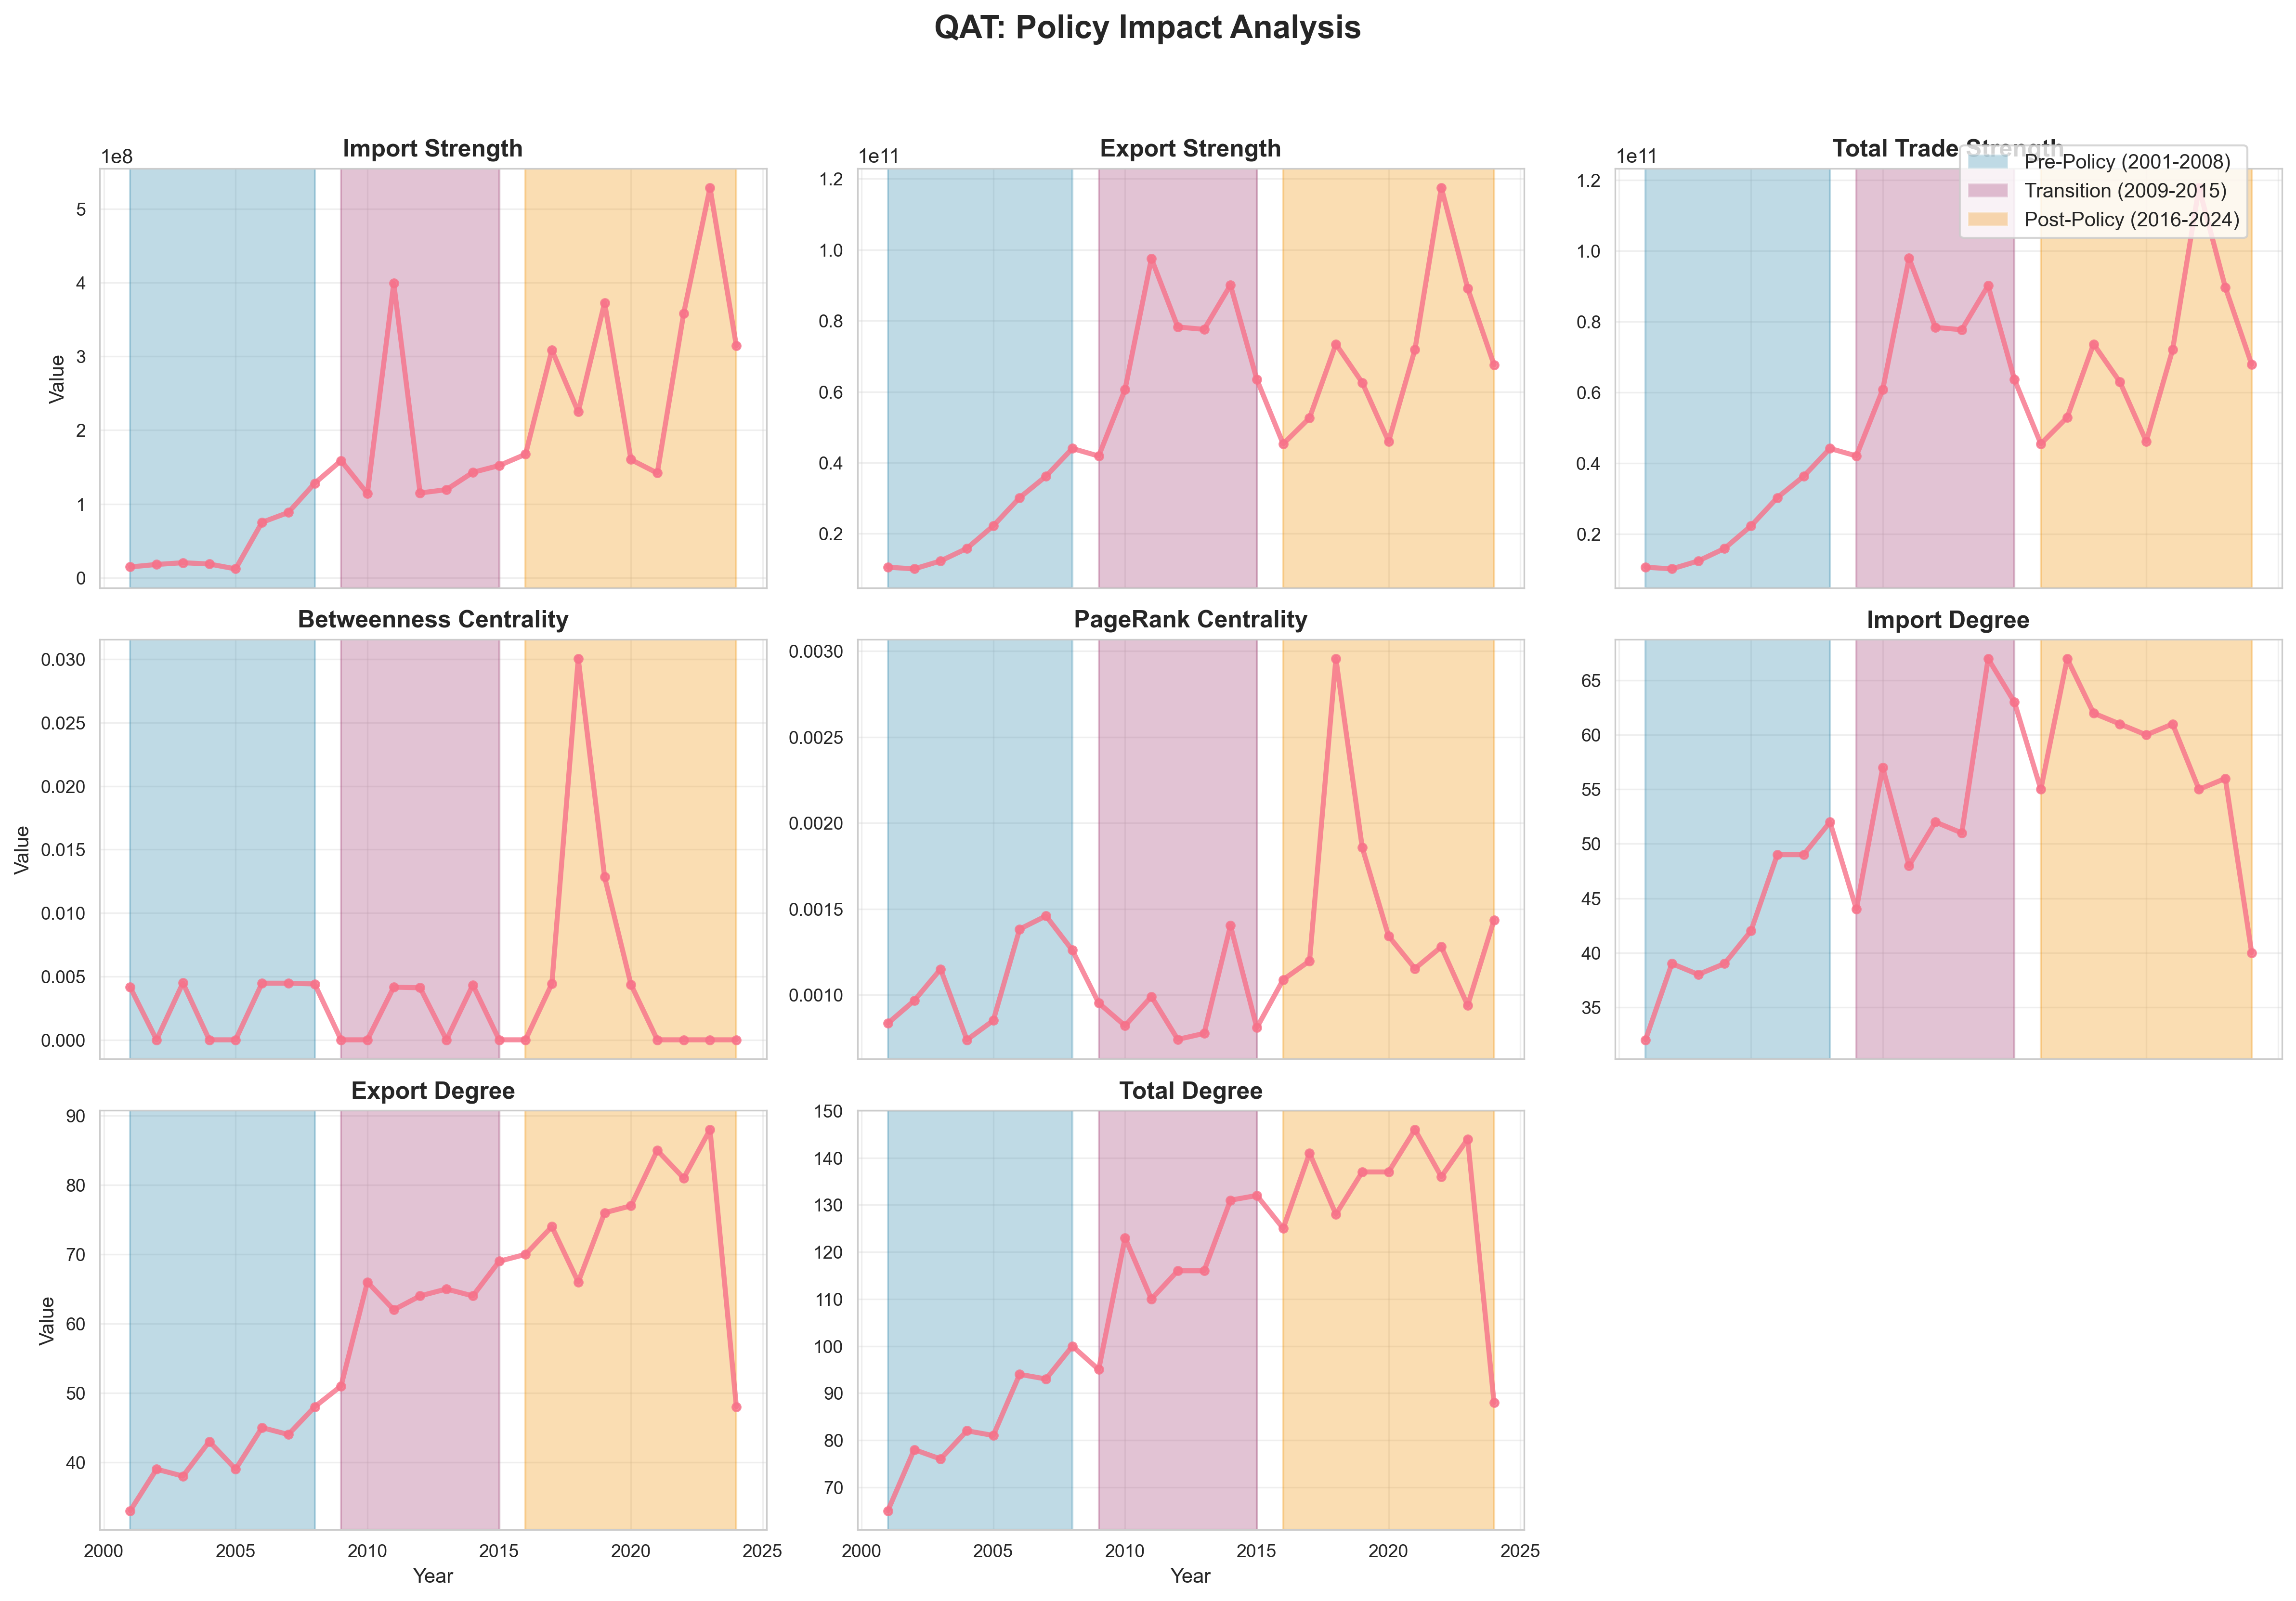 QAT: Policy Impact Analysis
Import Strength
1e8
Value
5
4
3
2
1
0
Export Strength
1e11
1.2
1.0
0.8
0.6
0.4
0.2
Total Trade Strength
1e11
1.2
1.0
0.8
0.6
0.4
0.2
Pre-Policy (2001-2008)
Transition (2009-2015)
Post-Policy (2016-2024)
Betweenness Centrality
Value
0.030
0.025
0.020
0.015
0.010
0.005
0.000
PageRank Centrality
0.0030
0.0025
0.0020
0.0015
0.0010
Import Degree
65
60
55
50
45
40
35
Export Degree
Value
90
80
70
60
50
40
2000 2005 2010 2015 2020 2025
Year
Total Degree
150
140
130
120
110
100
90
80
70
2000 2005 2010 2015 2020 2025
Year